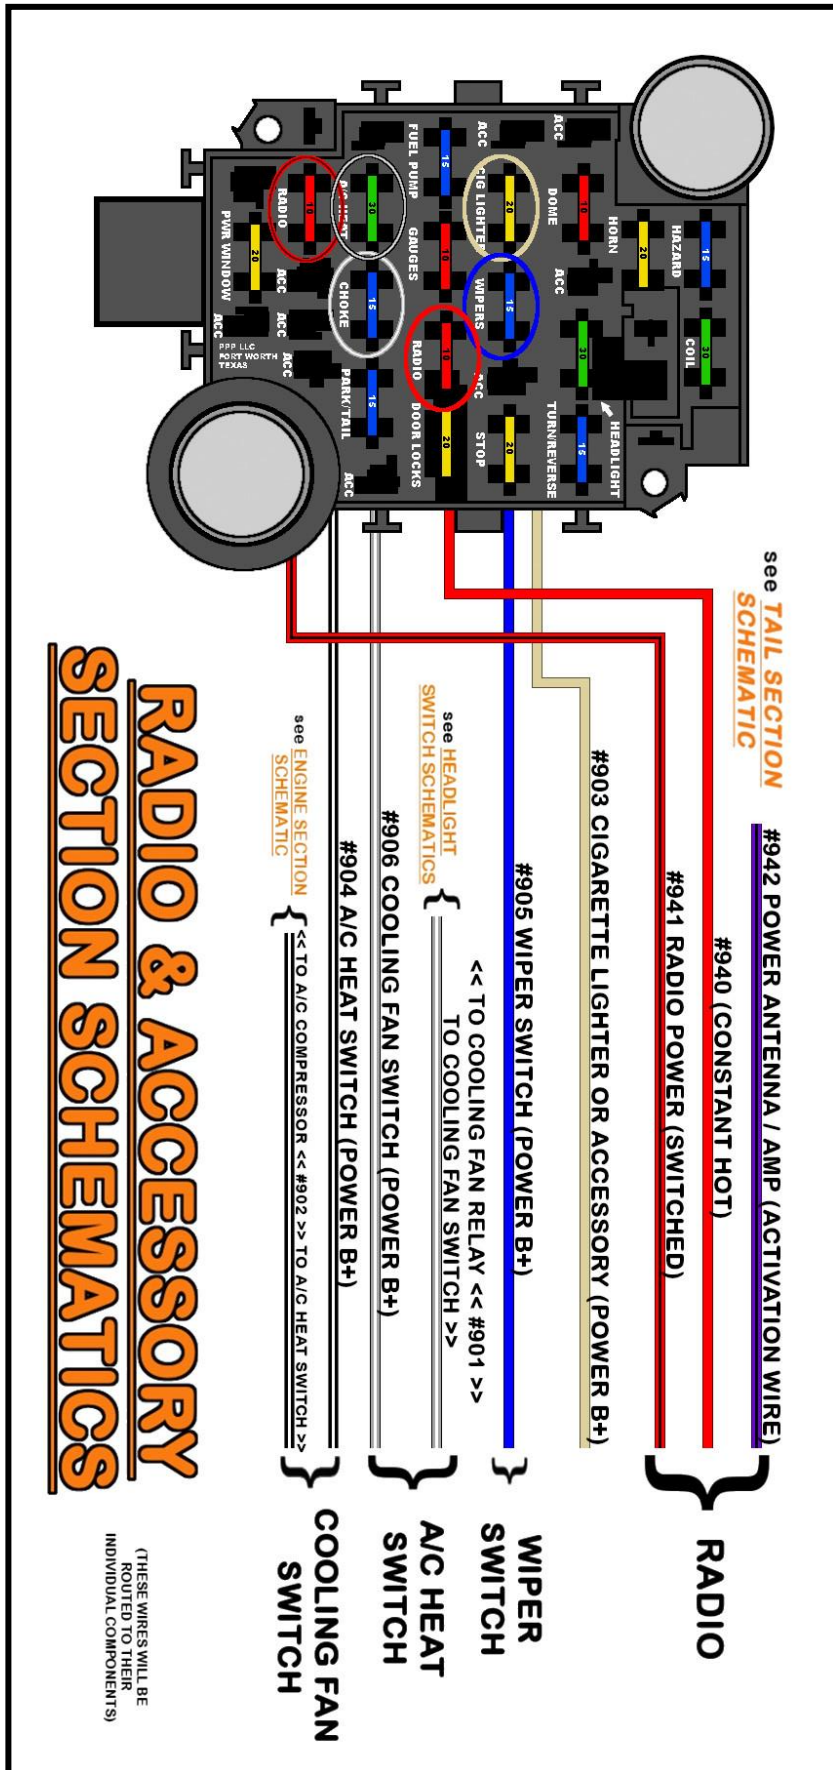 HAZARD
15
COIL
30
HORN
20
HEADLIGHT
30
DOME
10
ACC
ACC
TURN/REVERSE
15
ACC
CIG LIGHTER
20
WIPERS
15
ACC
STOP
20
FUEL PUMP
15
GAUGES
10
RADIO
10
DOOR LOCKS
20
A/C HEAT
30
CHOKE
15
PARK/TAIL
15
ACC
RADIO
10
ACC
ACC
ACC
PWR WINDOW
20
ACC
PPP LLC
FORT WORTH
TEXAS
see TAIL SECTION
SCHEMATIC
#942 POWER ANTENNA / AMP (ACTIVATION WIRE)
#940 (CONSTANT HOT)
#941 RADIO POWER (SWITCHED)
RADIO
#903 CIGARETTE LIGHTER OR ACCESSORY (POWER B+)
#905 WIPER SWITCH (POWER B+)
WIPER
SWITCH
see HEADLIGHT
SWITCH SCHEMATICS
{
<< TO COOLING FAN RELAY << #901 >>
TO COOLING FAN SWITCH >>
#906 COOLING FAN SWITCH (POWER B+)
A/C HEAT
SWITCH
#904 A/C HEAT SWITCH (POWER B+)
see ENGINE SECTION
SCHEMATIC
{
<< TO A/C COMPRESSOR << #902 >> TO A/C HEAT SWITCH >>
COOLING FAN
SWITCH
RADIO & ACCESSORY
SECTION SCHEMATICS
(THESE WIRES WILL BE
ROUTED TO THEIR
INDIVIDUAL COMPONENTS)